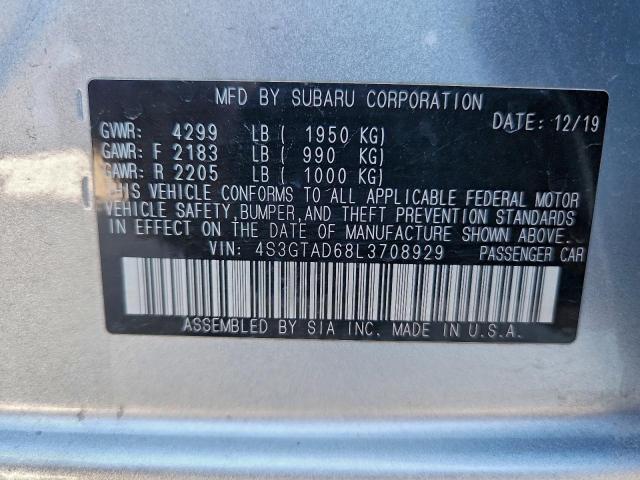 MFD BY SUBARU CORPORATION
DATE: 12/19
GVWR: 4299 LB ( 1950 KG)
GAWR: F 2183 LB ( 990 KG)
GAWR: R 2205 LB ( 1000 KG)
THIS VEHICLE CONFORMS TO ALL APPLICABLE FEDERAL MOTOR
VEHICLE SAFETY, BUMPER, AND THEFT PREVENTION STANDARDS
IN EFFECT ON THE DATE OF MANUFACTURE SHOWN ABOVE.
VIN: 4S3GTAD68L3708929 PASSENGER CAR
ASSEMBLED BY SIA INC. MADE IN U.S.A.